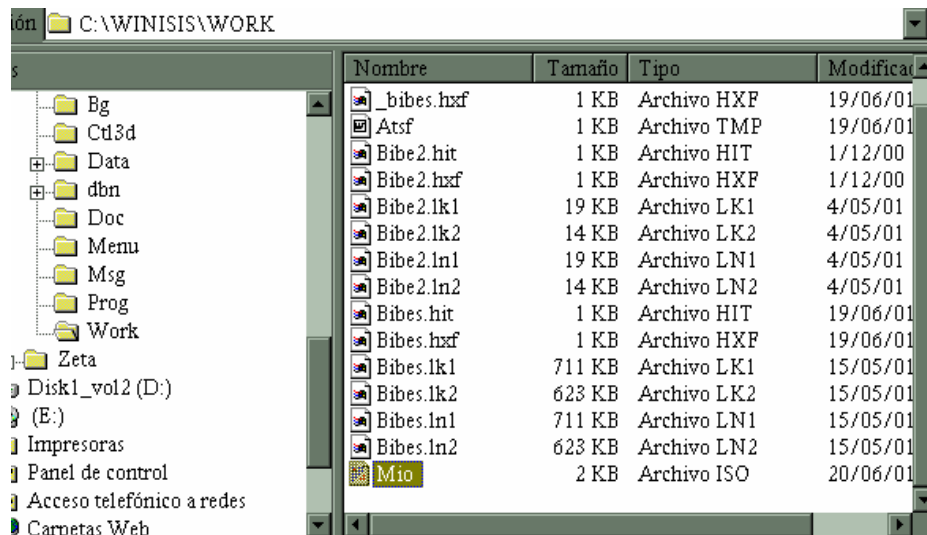 ión C:\WINISIS\WORK
s
Bg
Ctl3d
Data
dbn
Doc
Menu
Msg
Prog
Work
Zeta
Disk1_vol2 (D:)
(E:)
Impresoras
Panel de control
Acceso telefónico a redes
Carpetas Web
Nombre Tamaño Tipo Modificac
_bibes.hxf 1 KB Archivo HXF 19/06/01
Atsf 1 KB Archivo TMP 19/06/01
Bibe2.hit 1 KB Archivo HIT 1/12/00
Bibe2.hxf 1 KB Archivo HXF 1/12/00
Bibe2.lk1 19 KB Archivo LK1 4/05/01
Bibe2.lk2 14 KB Archivo LK2 4/05/01
Bibe2.ln1 19 KB Archivo LN1 4/05/01
Bibe2.ln2 14 KB Archivo LN2 4/05/01
Bibes.hit 1 KB Archivo HIT 19/06/01
Bibes.hxf 1 KB Archivo HXF 19/06/01
Bibes.lk1 711 KB Archivo LK1 15/05/01
Bibes.lk2 623 KB Archivo LK2 15/05/01
Bibes.ln1 711 KB Archivo LN1 15/05/01
Bibes.ln2 623 KB Archivo LN2 15/05/01
Mio 2 KB Archivo ISO 20/06/01